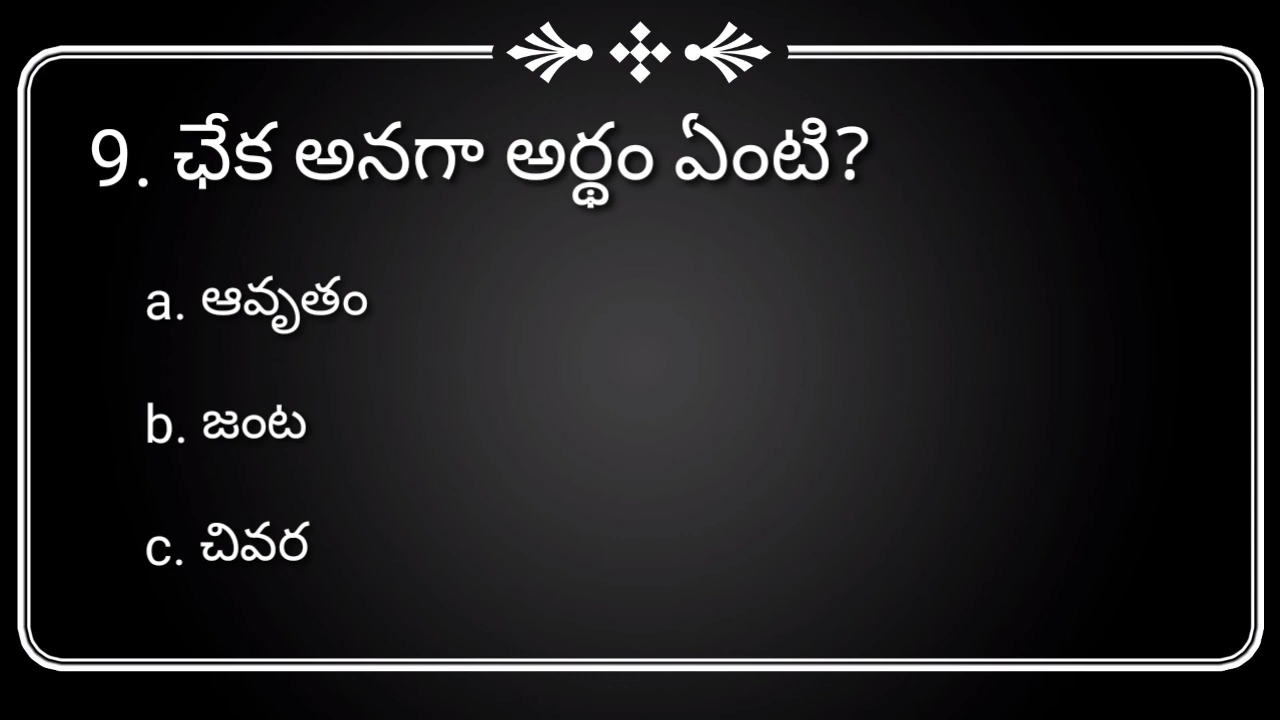 9. ఛేక అనగా అర్థం ఏంటి?
a. ఆవృతం
b. జంట
c. చివర